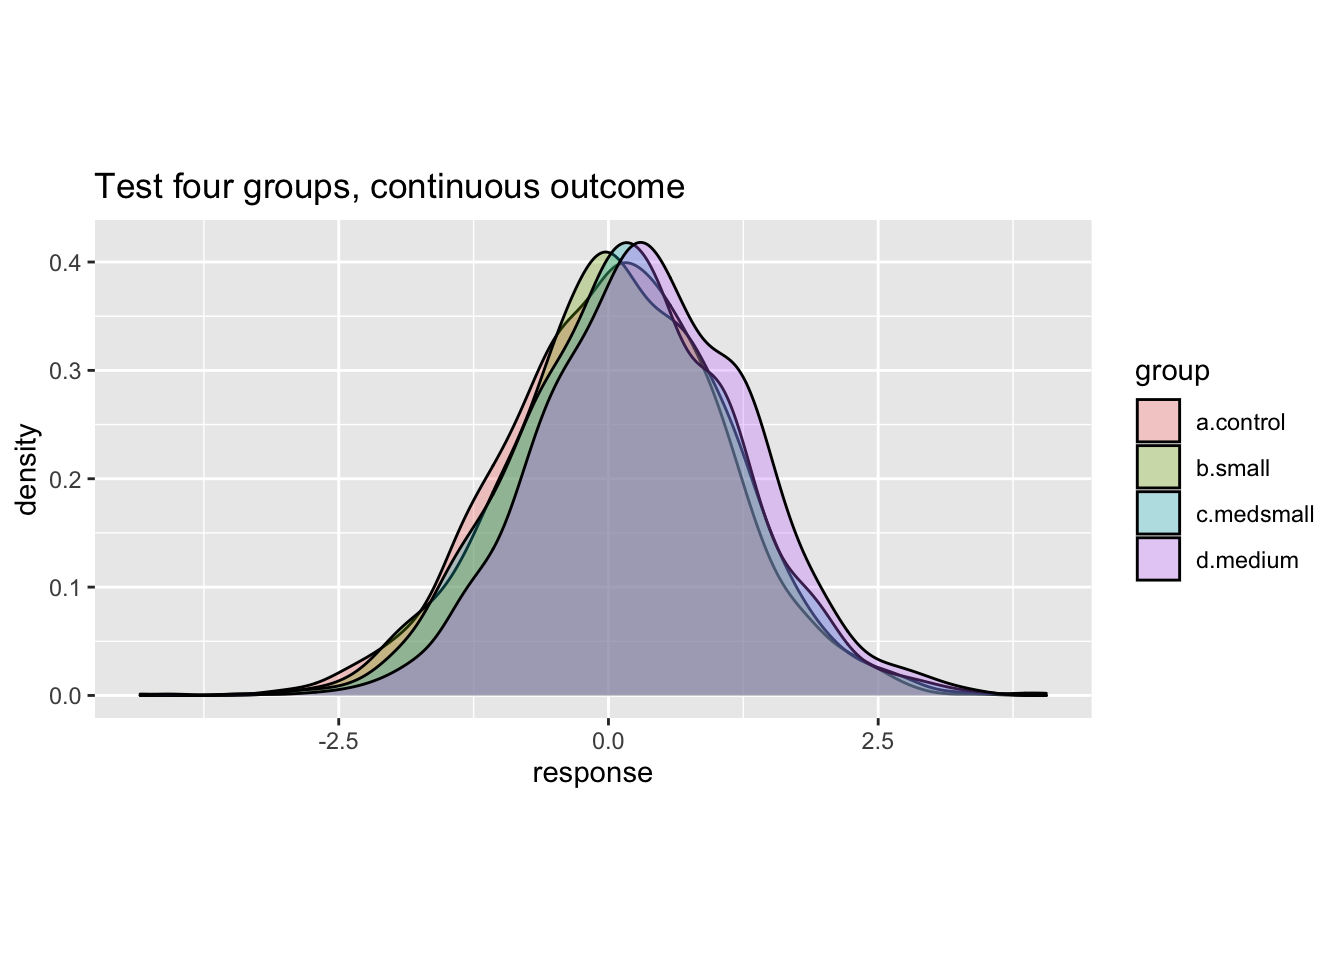 Test four groups, continuous outcome
0.4
0.3
0.2
0.1
0.0
density
-2.5 0.0 2.5
response
group
a.control
b.small
c.medsmall
d.medium